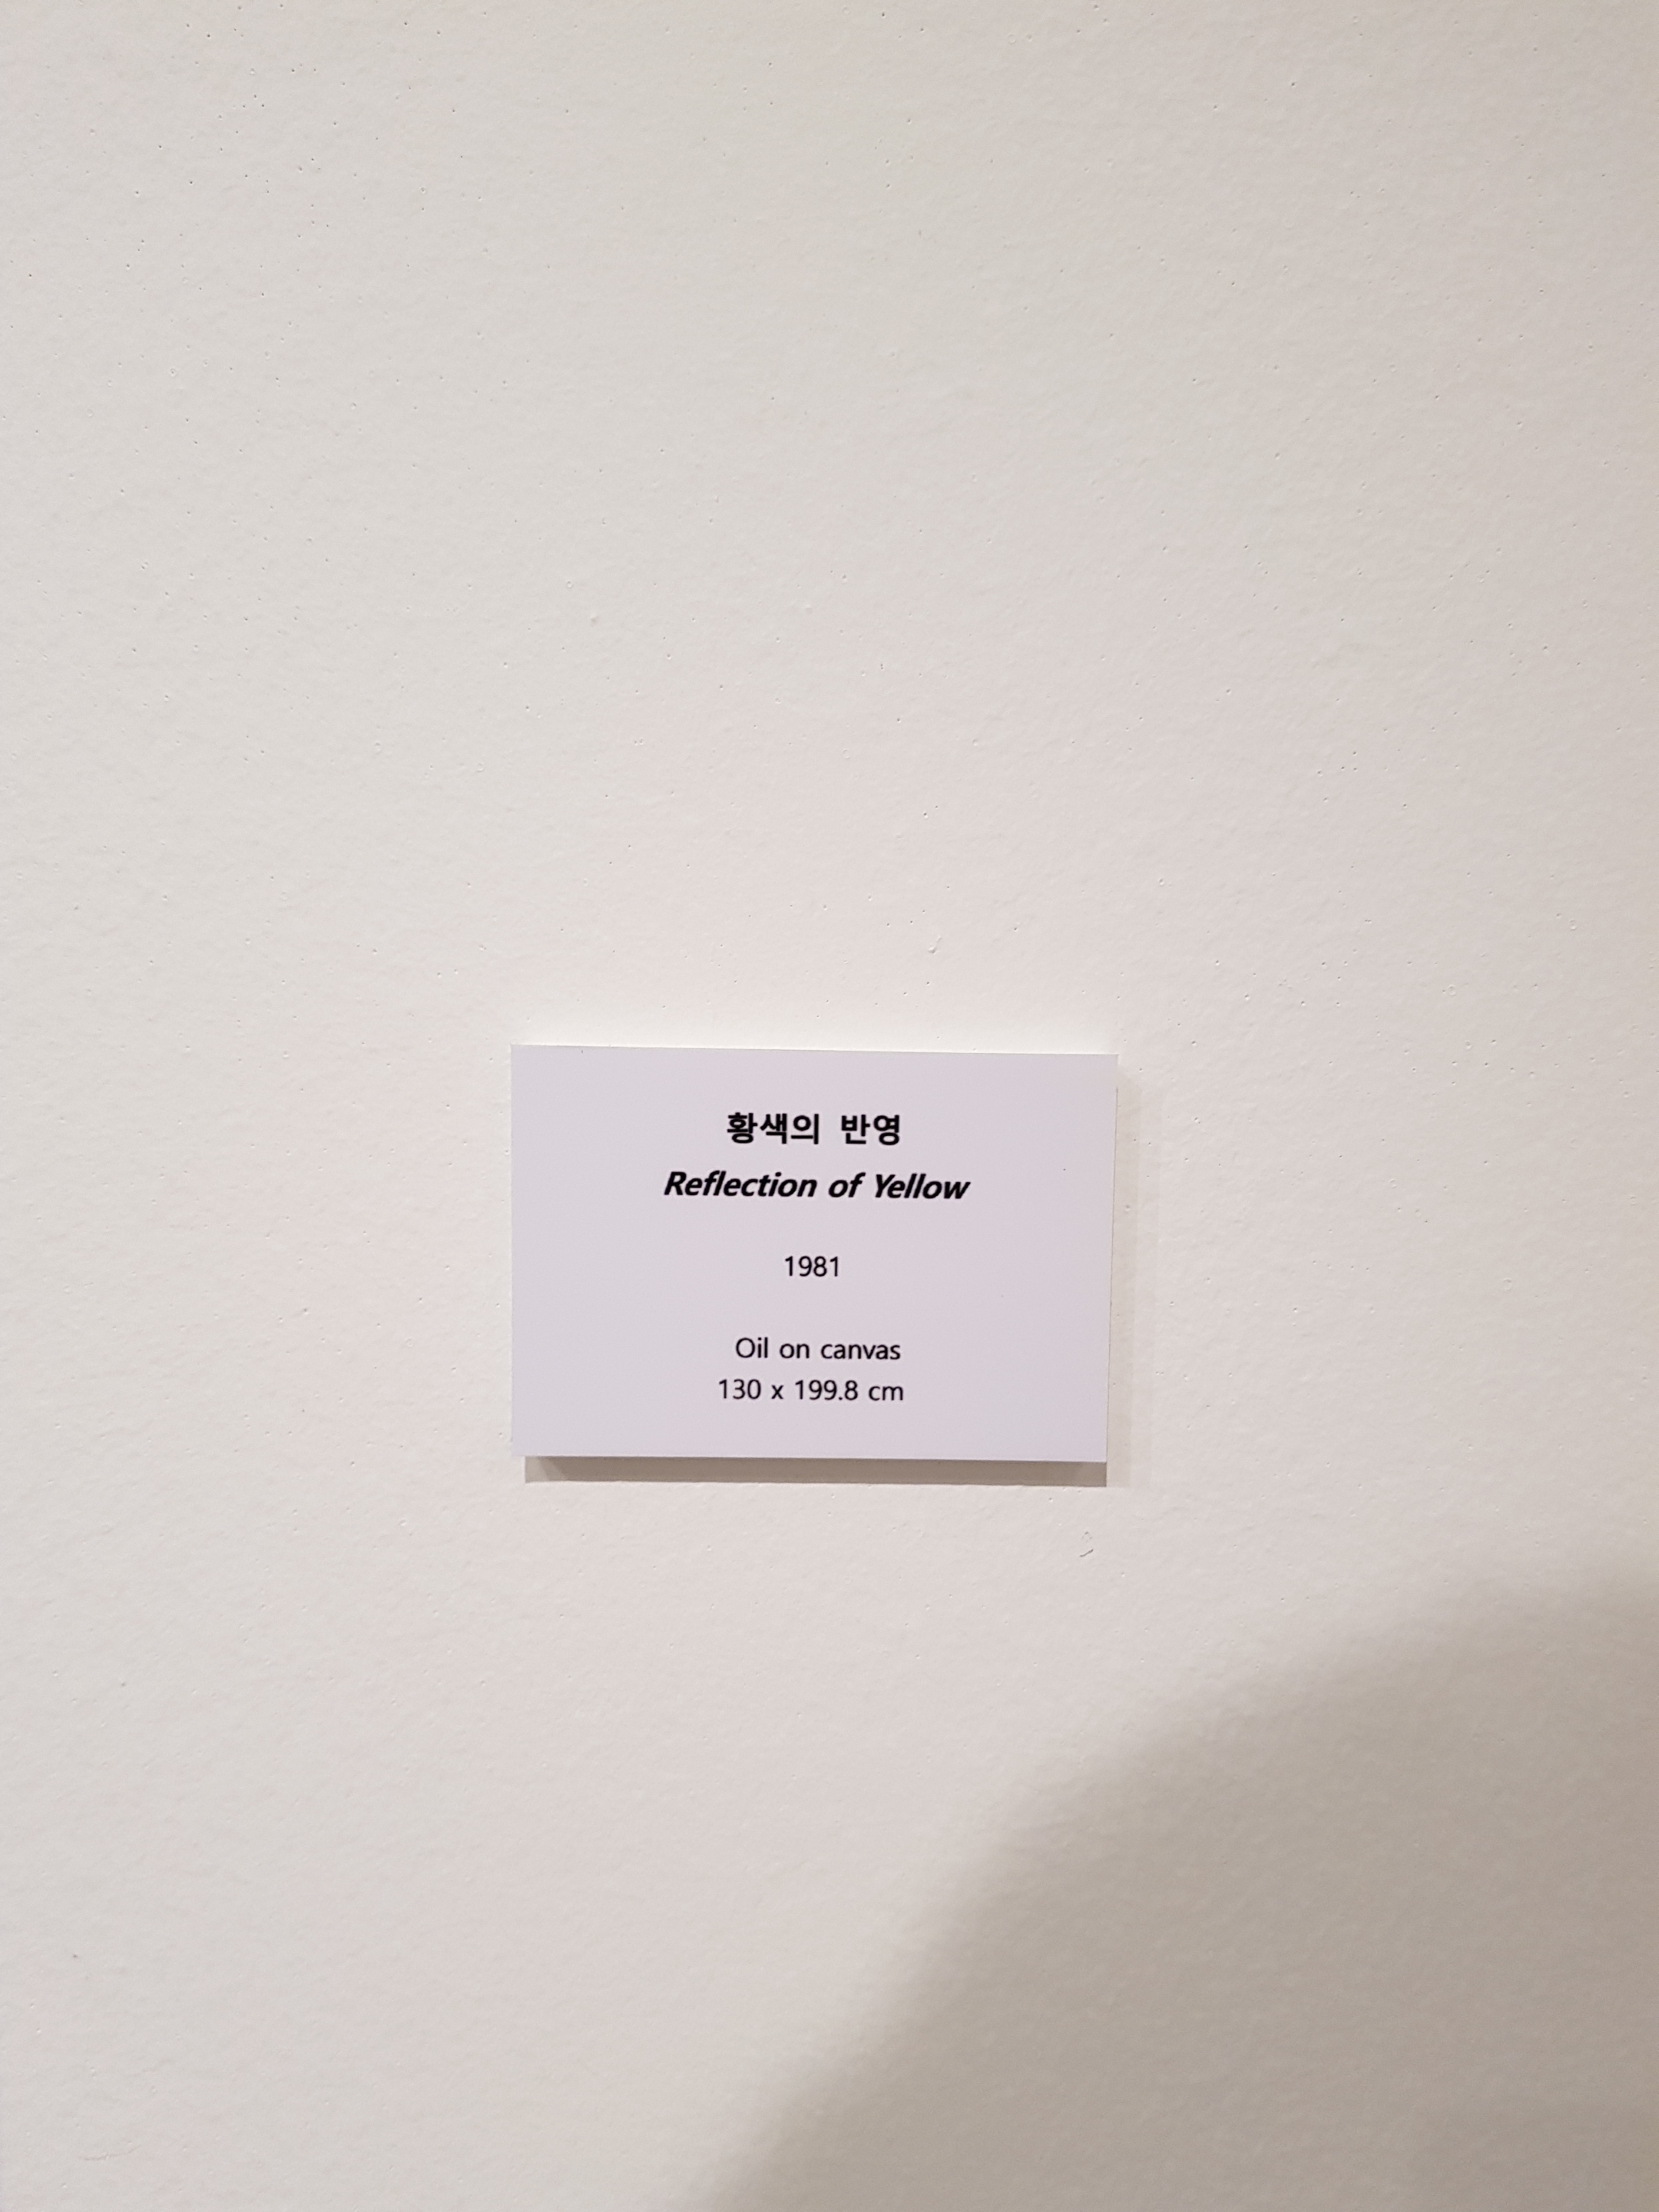 황색의 반영
Reflection of Yellow
1981
Oil on canvas
130 x 199.8 cm